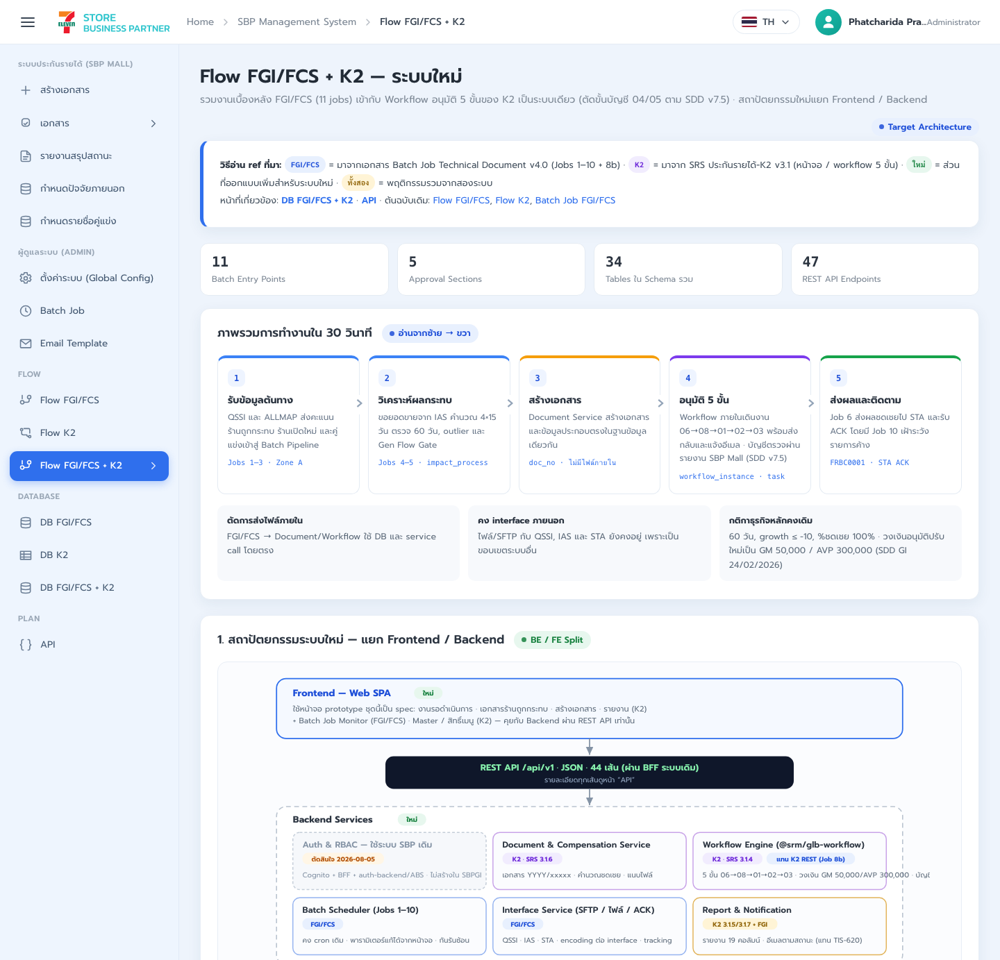 7 ELEVEN STORE
BUSINESS PARTNER
Home
SBP Management System
Flow FGI/FCS + K2
TH
Phatcharida Pra...
Administrator
ระบบประกันรายได้ (SBP MALL)
สร้างเอกสาร
เอกสาร
รายงานสรุปสถานะ
กำหนดปัจจัยภายนอก
กำหนดรายชื่อคู่แข่ง
ผู้ดูแลระบบ (ADMIN)
ตั้งค่าระบบ (Global Config)
Batch Job
Email Template
FLOW
Flow FGI/FCS
Flow K2
Flow FGI/FCS + K2
DATABASE
DB FGI/FCS
DB K2
DB FGI/FCS + K2
PLAN
API
Flow FGI/FCS + K2 — ระบบใหม่
รวมงานเบื้องหลัง FGI/FCS (11 jobs) เข้ากับ Workflow อนุมัติ 5 ขั้นของ K2 เป็นระบบเดียว (ตัดขั้นบัญชี 04/05 ตาม SDD v7.5) · สถาปัตยกรรมใหม่แยก Frontend / Backend
Target Architecture
วิธีอ่าน ref ที่มา: FGI/FCS = มาจากเอกสาร Batch Job Technical Document v4.0 (Jobs 1–10 + 8b) · K2 = มาจาก SRS ประกันรายได้-K2 v3.1 (หน้าจอ / workflow 5 ขั้น) · ใหม่ = ส่วน
ที่ออกแบบเพิ่มสำหรับระบบใหม่ · ทั้งสอง = พฤติกรรมรวมจากสองระบบ
หน้าที่เกี่ยวข้อง: DB FGI/FCS + K2 · API · ต้นฉบับเดิม: Flow FGI/FCS, Flow K2, Batch Job FGI/FCS
11
Batch Entry Points
5
Approval Sections
34
Tables ใน Schema รวม
47
REST API Endpoints
ภาพรวมการทำงานใน 30 วินาที
อ่านจากซ้าย → ขวา
1
รับข้อมูลต้นทาง
QSSI และ ALLMAP ส่งคะแนน
ร้านถูกกระทบ ร้านเปิดใหม่ และคู่
แข่งเข้าสู่ Batch Pipeline
Jobs 1–3 · Zone A
2
วิเคราะห์ผลกระทบ
ขอยอดขายจาก IAS คำนวณ 4×15
วัน ตรวจ 60 วัน, outlier และ
Gen Flow Gate
Jobs 4–5 · impact_process
3
สร้างเอกสาร
Document Service สร้างเอกสาร
และข้อมูลประกอบตรงในฐานข้อมูล
เดียวกัน
doc_no · ไม่มีไฟล์ภายใน
4
อนุมัติ 5 ขั้น
Workflow ภายในเดินงาน
06→08→01→02→03 พร้อมส่ง
กลับและแจ้งอีเมล · บัญชีตรวจผ่าน
รายงาน SBP Mall (SDD v7.5)
workflow_instance · task
5
ส่งผลและติดตาม
Job 6 ส่งผลชดเชยไป STA และรับ
ACK โดยมี Job 10 เฝ้าระวัง
รายการค้าง
FRBC0001 · STA ACK
ตัดการส่งไฟล์ภายใน
FGI/FCS → Document/Workflow ใช้ DB และ service
call โดยตรง
คง interface ภายนอก
ไฟล์/SFTP กับ QSSI, IAS และ STA ยังคงอยู่ เพราะเป็น
ขอบเขตระบบอื่น
กติกาธุรกิจหลักคงเดิม
60 วัน, growth ≤ -10, %ชดเชย 100% · วงเงินอนุมัติปรับ
ใหม่เป็น GM 50,000 / AVP 300,000 (SDD GI
24/02/2026)
1. สถาปัตยกรรมระบบใหม่ — แยก Frontend / Backend
BE / FE Split
Frontend — Web SPA
ใหม่
ใช้หน้าจอ prototype ชุดนี้เป็น spec: งานรอดำเนินการ · เอกสารร้านถูกกระทบ · สร้างเอกสาร · รายงาน (K2)
+ Batch Job Monitor (FGI/FCS) · Master / สิทธิ์เมนู (K2) — คุยกับ Backend ผ่าน REST API เท่านั้น
REST API /api/v1 · JSON · 44 เส้น (ผ่าน BFF ระบบเดิม)
รายละเอียดทุกเส้นดูหน้า "API"
Backend Services
ใหม่
Auth & RBAC — ใช้ระบบ SBP เดิม
ตัดสินใจ 2026-08-05
Cognito + BFF + auth-backend/ABS · ไม่สร้างใน SBPGI
Document & Compensation Service
K2 · SRS 3.1.6
เอกสาร YYYY/xxxxx · คำนวณชดเชย · แนบไฟล์
Workflow Engine (@srm/glb-workflow)
K2 · SRS 3.1.4
แทน K2 REST (Job 8b)
5 ขั้น 06→08→01→02→03 · วงเงิน GM 50,000/AVP 300,000 · บัญชี
Batch Scheduler (Jobs 1–10)
FGI/FCS
คง cron เดิม · พารามิเตอร์แก้ได้จากหน้าจอ · กันรันซ้อน
Interface Service (SFTP / ไฟล์ / ACK)
FGI/FCS
QSSI · IAS · STA · encoding ต่อ interface · tracking
Report & Notification
K2 3.1.5/3.1.7 + FGI
รายงาน 19 คอลัมน์ · อีเมลตามสถานะ (แทน TIS-620)